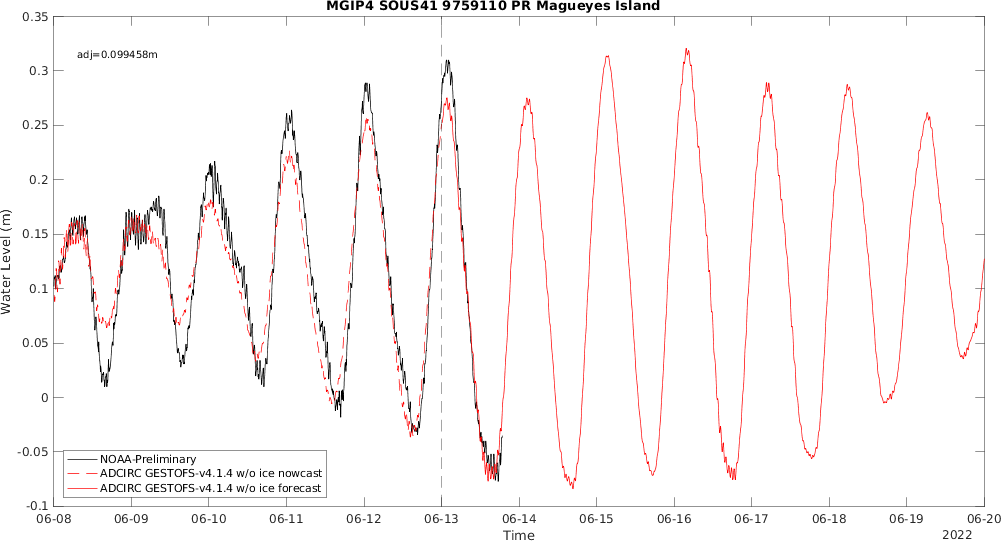 MGIP4 SOUS41 9759110 PR Magueyes Island
adj=0.099458m
0.35
0.3
0.25
0.2
0.15
0.1
0.05
0
-0.05
-0.1
Water Level (m)
NOAA-Preliminary
ADCIRC GESTOFS-v4.1.4 w/o ice nowcast
ADCIRC GESTOFS-v4.1.4 w/o ice forecast
06-08 06-09 06-10 06-11 06-12 06-13 06-14 06-15 06-16 06-17 06-18 06-19 06-20
Time
2022